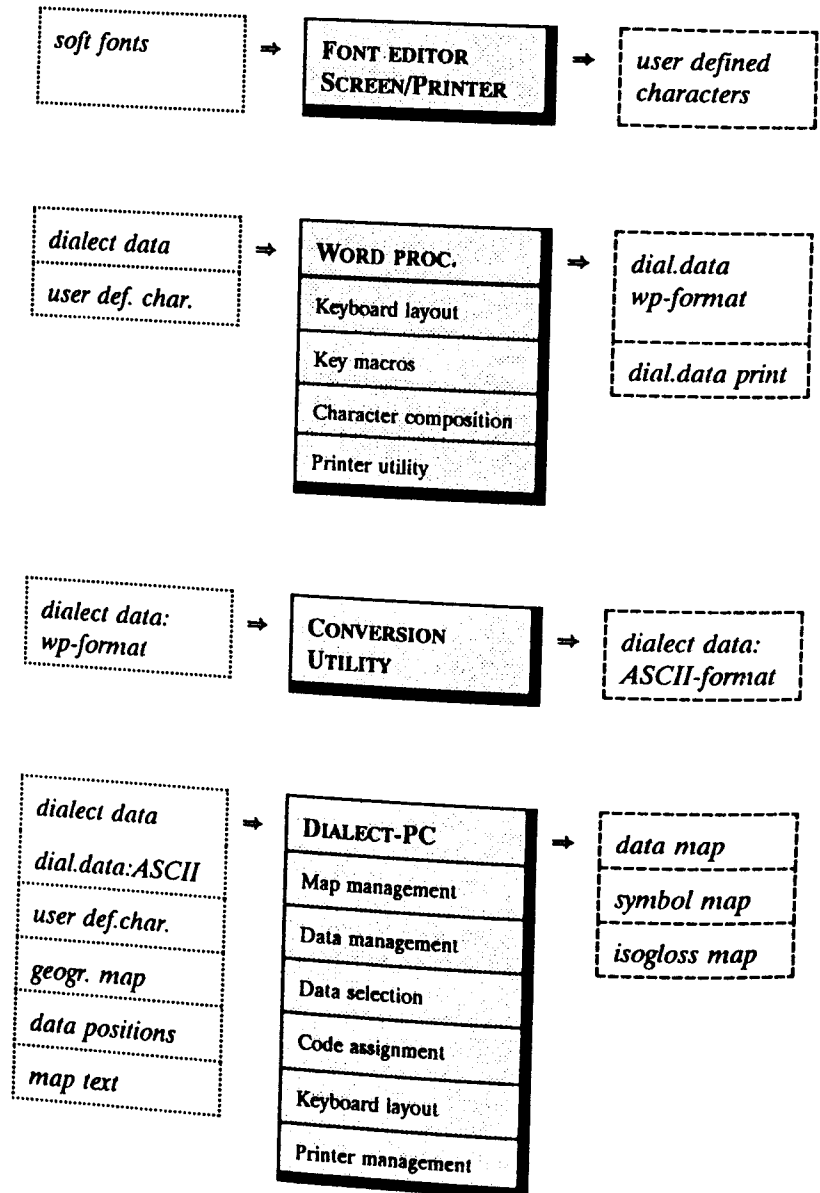 soft fonts
⇒
FONT EDITOR
SCREEN/PRINTER
⇒
user defined
characters
dialect data
user def. char.
⇒
WORD PROC.
Keyboard layout
Key macros
Character composition
Printer utility
⇒
dial.data
wp-format
dial.data print
dialect data:
wp-format
⇒
CONVERSION
UTILITY
⇒
dialect data:
ASCII-format
dialect data
dial.data:ASCII
user def.char.
geogr. map
data positions
map text
⇒
DIALECT-PC
Map management
Data management
Data selection
Code assignment
Keyboard layout
Printer management
⇒
data map
symbol map
isogloss map